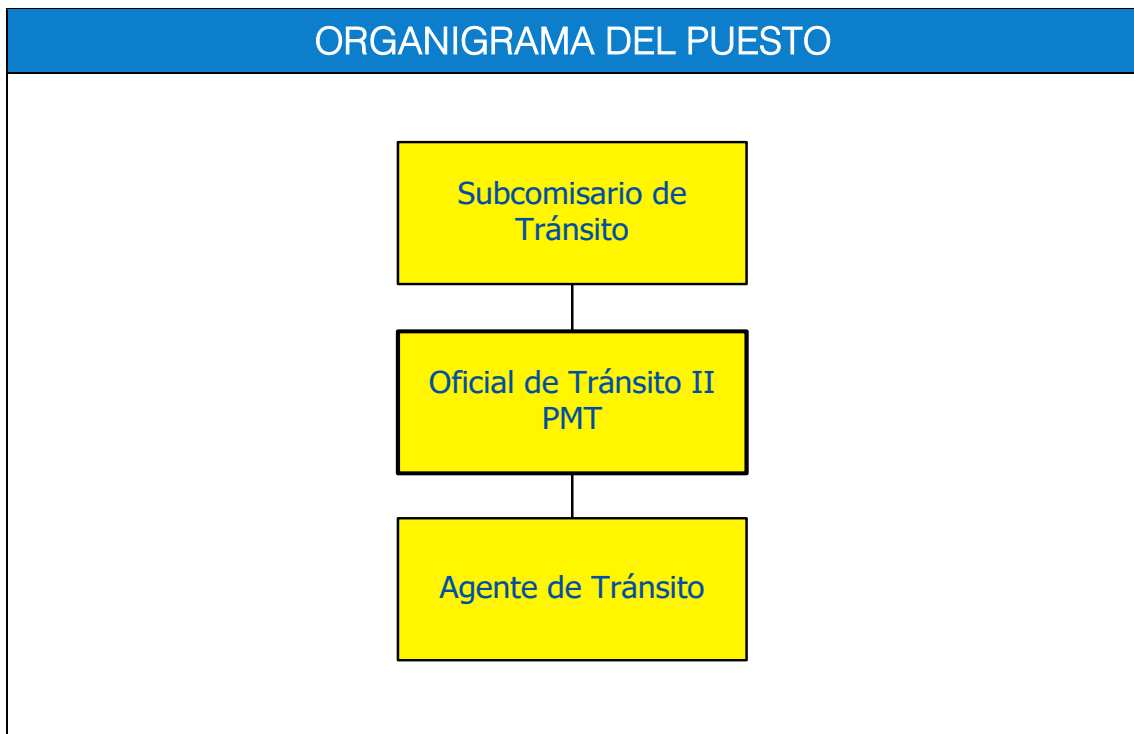 ORGANIGRAMA DEL PUESTO
Subcomisario de
Tránsito
Oficial de Tránsito II
PMT
Agente de Tránsito